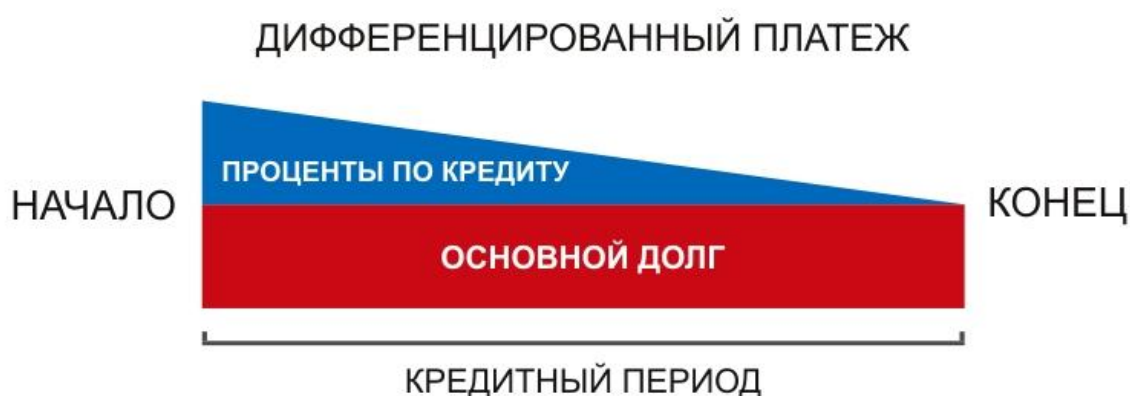 ДИФФЕРЕНЦИРОВАННЫЙ ПЛАТЕЖ
ПРОЦЕНТЫ ПО КРЕДИТУ
НАЧАЛО
КОНЕЦ
ОСНОВНОЙ ДОЛГ
КРЕДИТНЫЙ ПЕРИОД